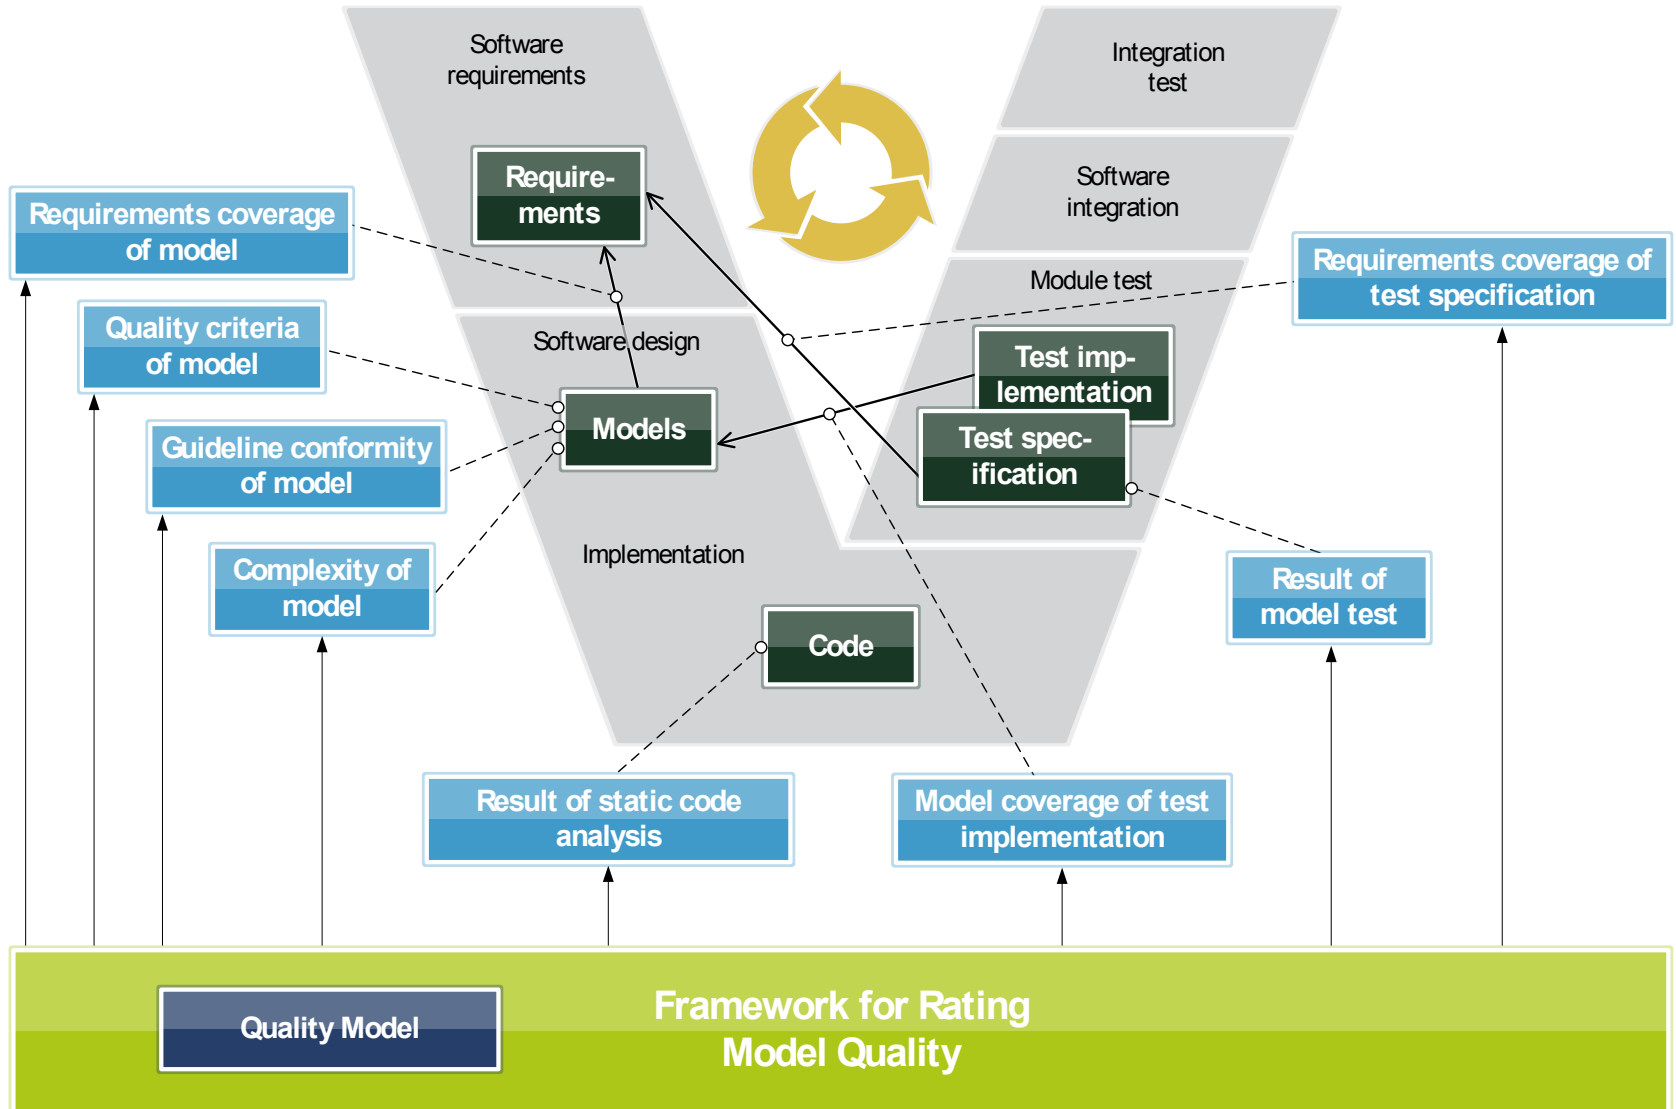 Software
requirements
Integration
test
Require-
ments
Software
integration
Requirements coverage
of model
Module test
Requirements coverage of
test specification
Quality criteria
of model
Software design
Test imp-
lementation
Models
Test spec-
ification
Guideline conformity
of model
Implementation
Complexity of
model
Result of
model test
Code
Result of static code
analysis
Model coverage of test
implementation
Quality Model
Framework for Rating
Model Quality